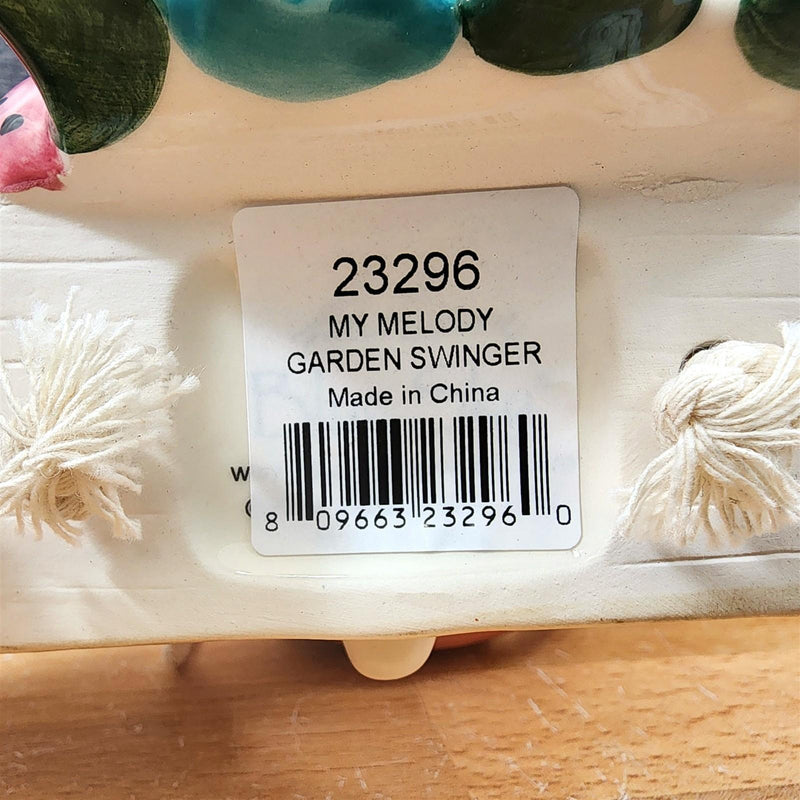 23296
MY MELODY
GARDEN SWINGER
Made in China
8 09663 23296 0